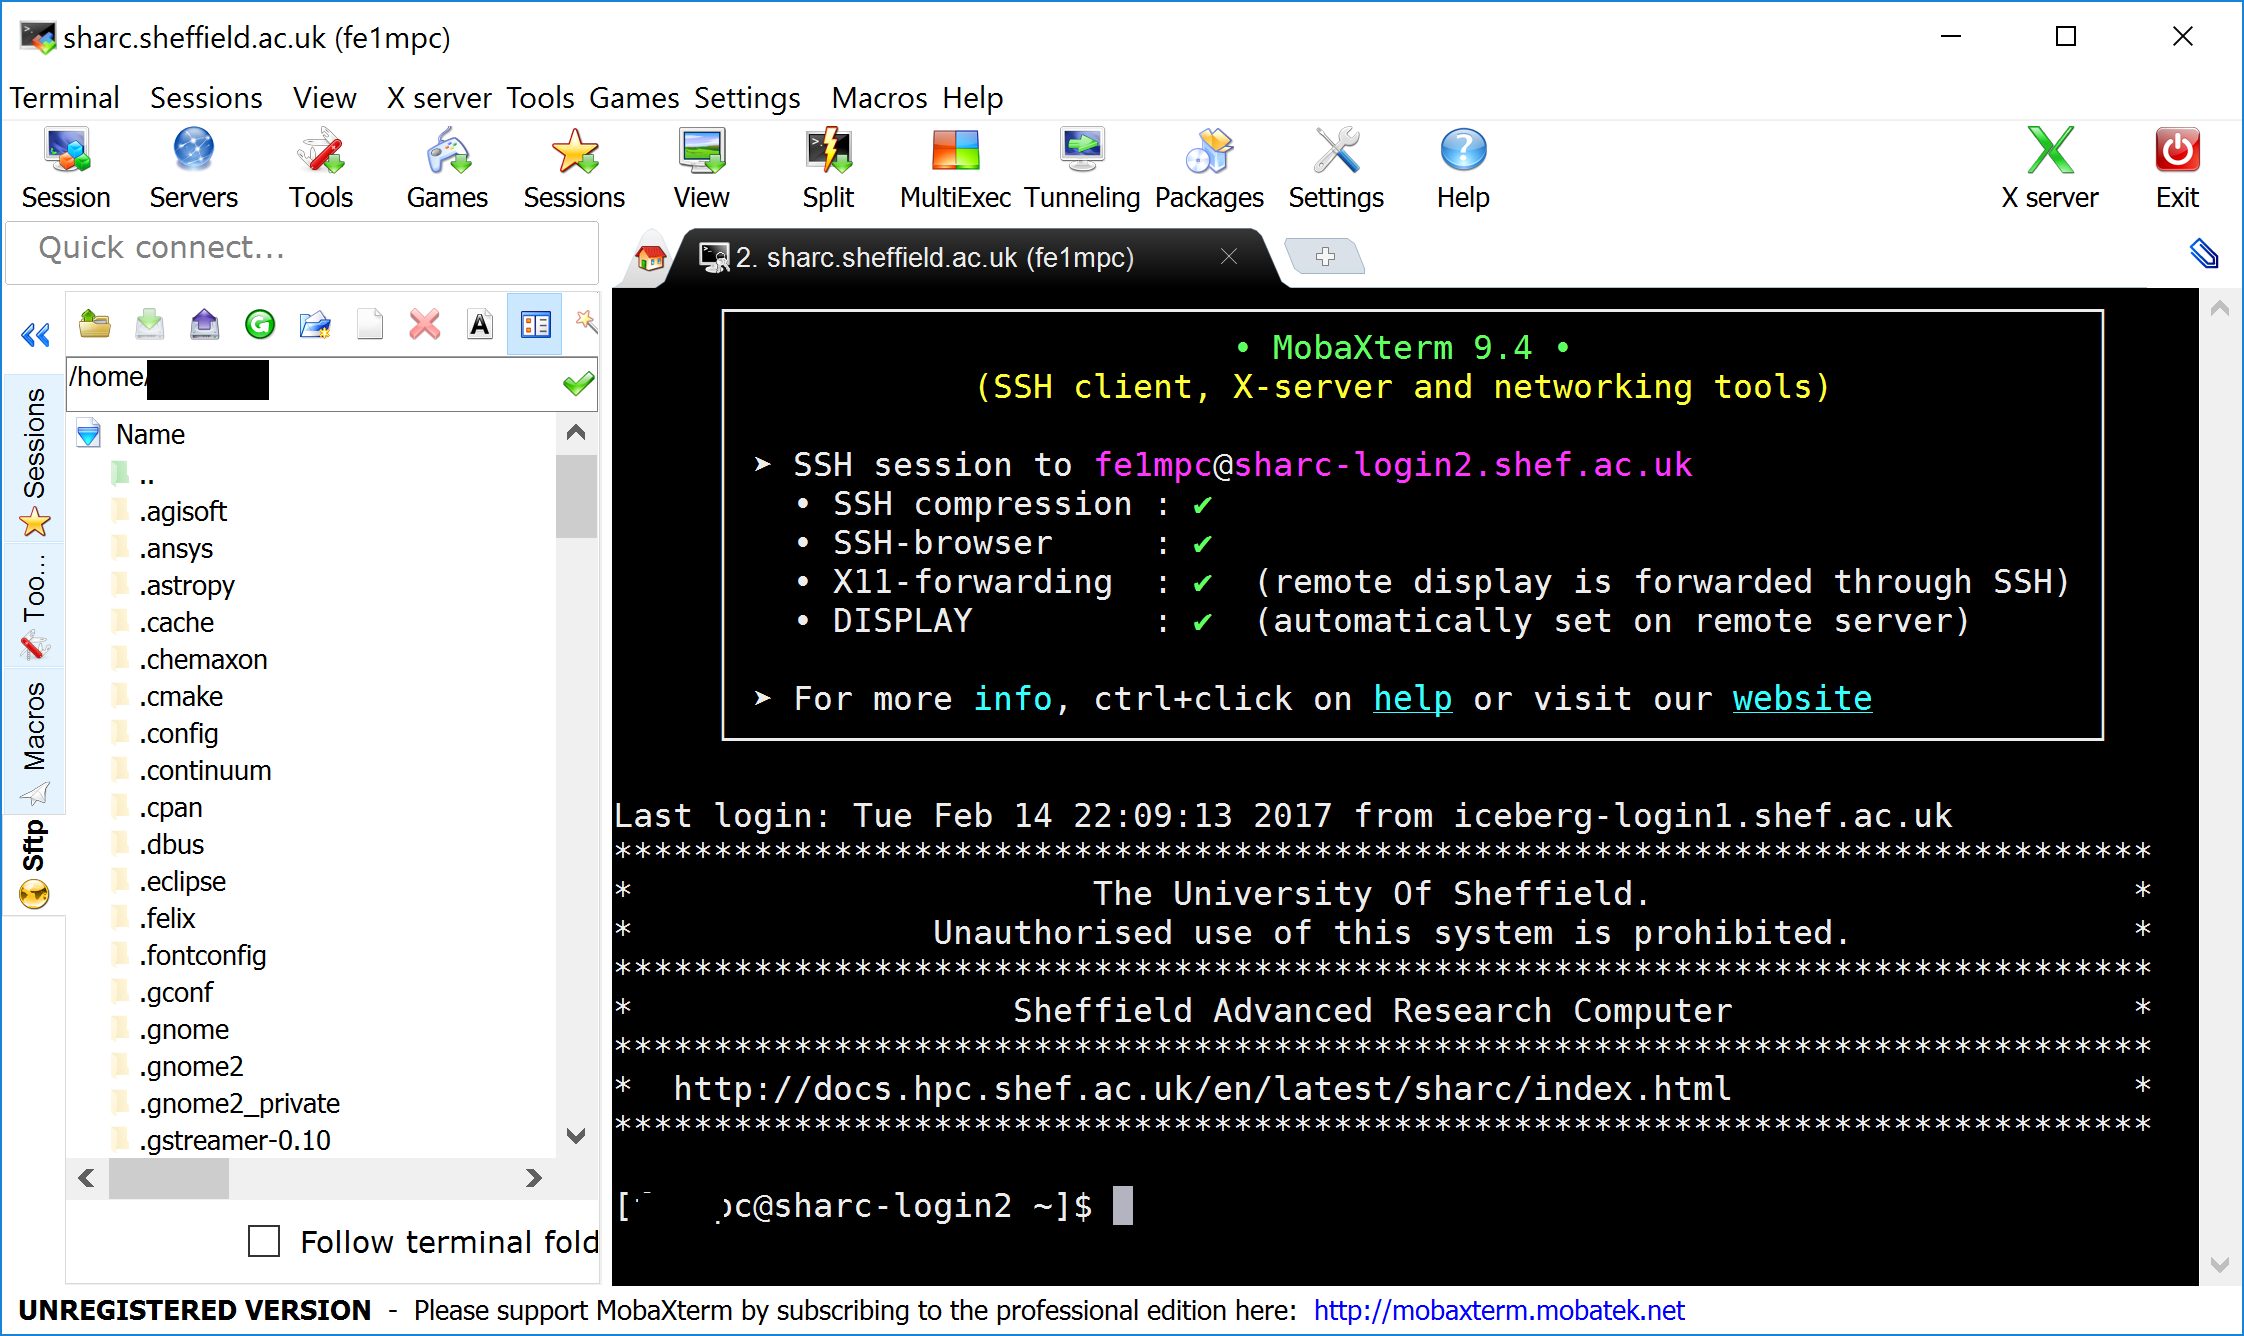 sharc.sheffield.ac.uk (fe1mpc)
Terminal Sessions View X server Tools Games Settings Macros Help
Session Servers Tools Games Sessions View Split MultiExec Tunneling Packages Settings Help X server Exit
Quick connect...
2. sharc.sheffield.ac.uk (fe1mpc)
Sessions
Too...
Macros
Sftp
/home/
Name
..
.agisoft
.ansys
.astropy
.cache
.chemaxon
.cmake
.config
.continuum
.cpan
.dbus
.eclipse
.felix
.fontconfig
.gconf
.gnome
.gnome2
.gnome2_private
.gstreamer-0.10
Follow terminal fold
• MobaXterm 9.4 •
(SSH client, X-server and networking tools)
➤ SSH session to fe1mpc@sharc-login2.shef.ac.uk
• SSH compression : ✔
• SSH-browser : ✔
• X11-forwarding : ✔ (remote display is forwarded through SSH)
• DISPLAY : ✔ (automatically set on remote server)
➤ For more info, ctrl+click on help or visit our website
Last login: Tue Feb 14 22:09:13 2017 from iceberg-login1.shef.ac.uk
*****************************************************************************
* The University Of Sheffield. *
* Unauthorised use of this system is prohibited. *
*****************************************************************************
* Sheffield Advanced Research Computer *
*****************************************************************************
* http://docs.hpc.shef.ac.uk/en/latest/sharc/index.html *
*****************************************************************************
[ pc@sharc-login2 ~]$
UNREGISTERED VERSION - Please support MobaXterm by subscribing to the professional edition here: http://mobaxterm.mobatek.net